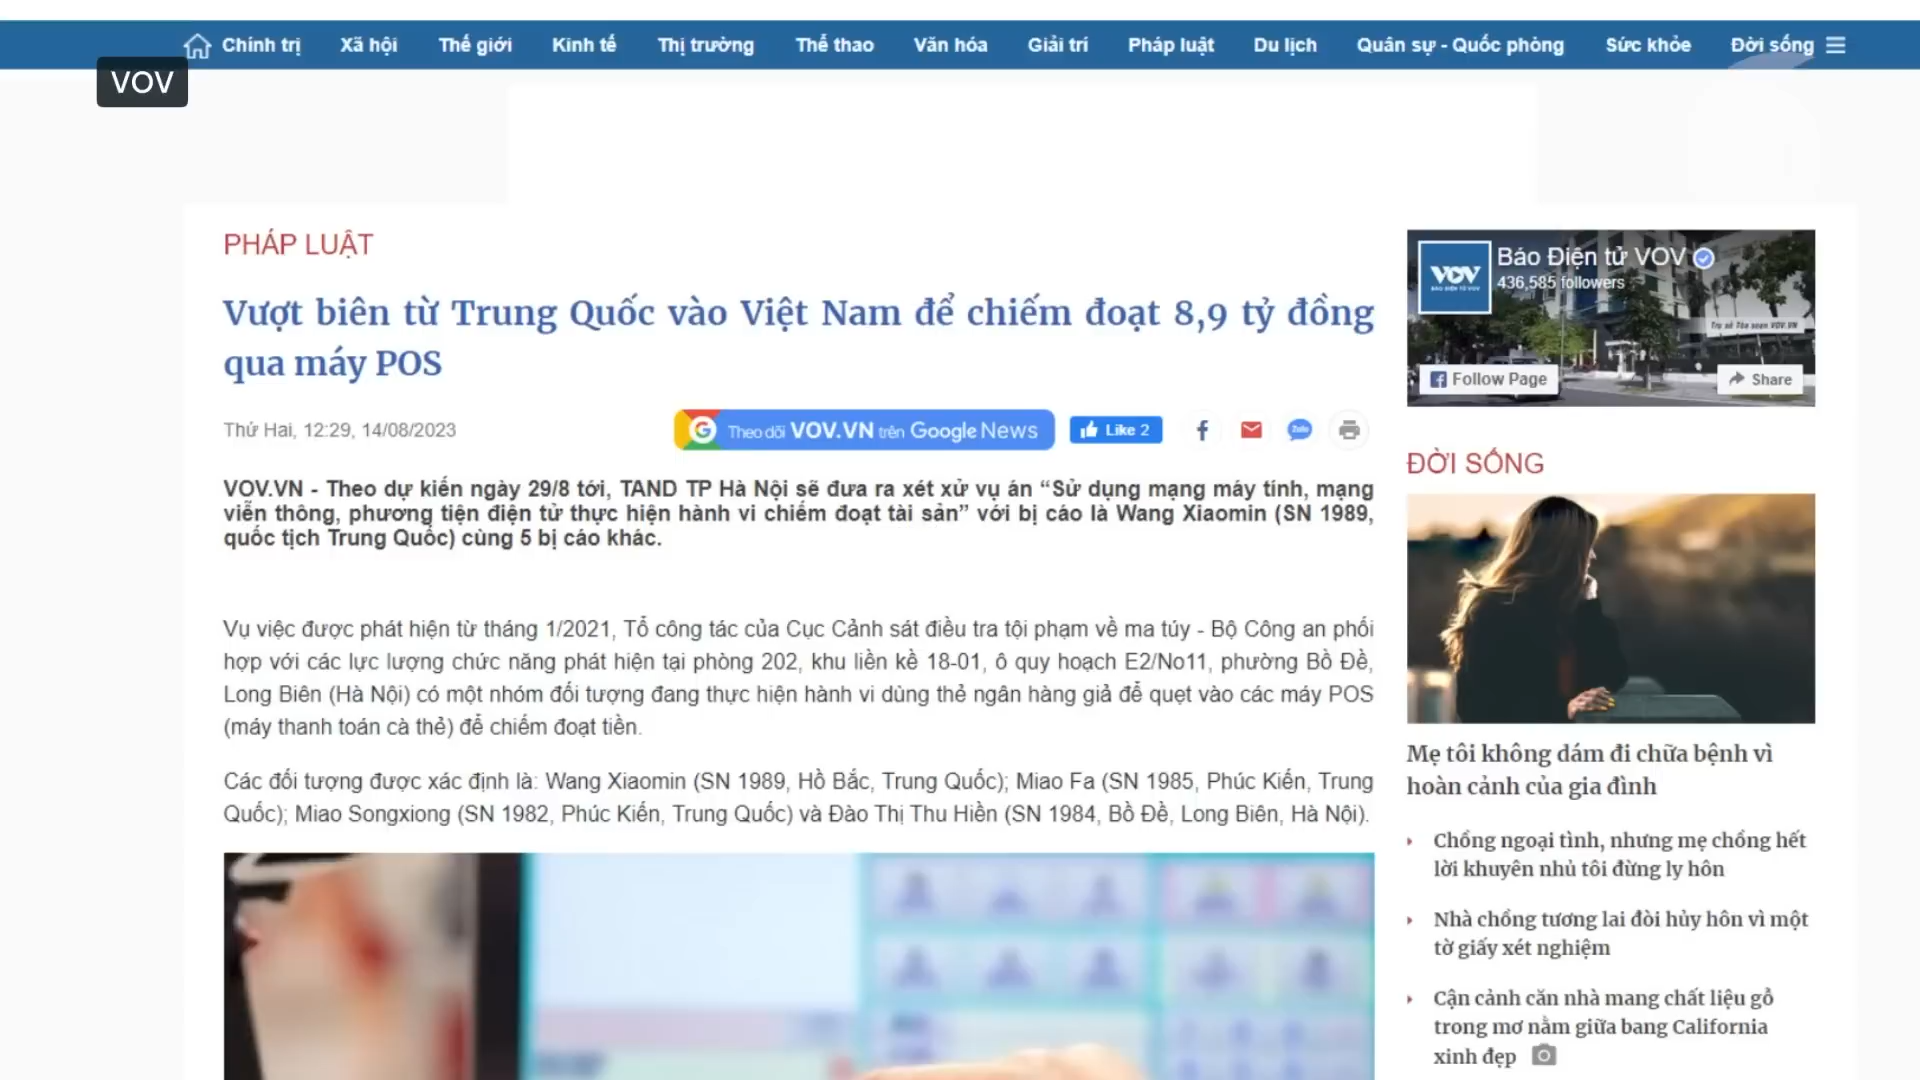 Chính trị Xã hội Thế giới Kinh tế Thị trường Thể thao Văn hóa Giải trí Pháp luật Du lịch Quân sự - Quốc phòng Sức khỏe Đời sống
VOV
PHÁP LUẬT
Vượt biên từ Trung Quốc vào Việt Nam để chiếm đoạt 8,9 tỷ đồng
qua máy POS
Thứ Hai, 12:29, 14/08/2023
Theo dõi VOV.VN trên Google News
Like 2
Zalo
VOV.VN - Theo dự kiến ngày 29/8 tới, TAND TP Hà Nội sẽ đưa ra xét xử vụ án “Sử dụng mạng máy tính, mạng
viễn thông, phương tiện điện tử thực hiện hành vi chiếm đoạt tài sản” với bị cáo là Wang Xiaomin (SN 1989,
quốc tịch Trung Quốc) cùng 5 bị cáo khác.
Vụ việc được phát hiện từ tháng 1/2021, Tổ công tác của Cục Cảnh sát điều tra tội phạm về ma túy - Bộ Công an phối
hợp với các lực lượng chức năng phát hiện tại phòng 202, khu liền kề 18-01, ô quy hoạch E2/No11, phường Bồ Đề,
Long Biên (Hà Nội) có một nhóm đối tượng đang thực hiện hành vi dùng thẻ ngân hàng giả để quẹt vào các máy POS
(máy thanh toán cà thẻ) để chiếm đoạt tiền.
Các đối tượng được xác định là: Wang Xiaomin (SN 1989, Hồ Bắc, Trung Quốc); Miao Fa (SN 1985, Phúc Kiến, Trung
Quốc); Miao Songxiong (SN 1982, Phúc Kiến, Trung Quốc) và Đào Thị Thu Hiền (SN 1984, Bồ Đề, Long Biên, Hà Nội).
VOV
BÁO ĐIỆN TỬ VOV
Báo Điện tử VOV
436,585 followers
Trụ sở Tòa soạn VOV.VN
Follow Page
Share
ĐỜI SỐNG
Mẹ tôi không dám đi chữa bệnh vì
hoàn cảnh của gia đình
Chồng ngoại tình, nhưng mẹ chồng hết
lời khuyên nhủ tôi đừng ly hôn
Nhà chồng tương lai đòi hủy hôn vì một
tờ giấy xét nghiệm
Cận cảnh căn nhà mang chất liệu gỗ
trong mơ nằm giữa bang California
xinh đẹp